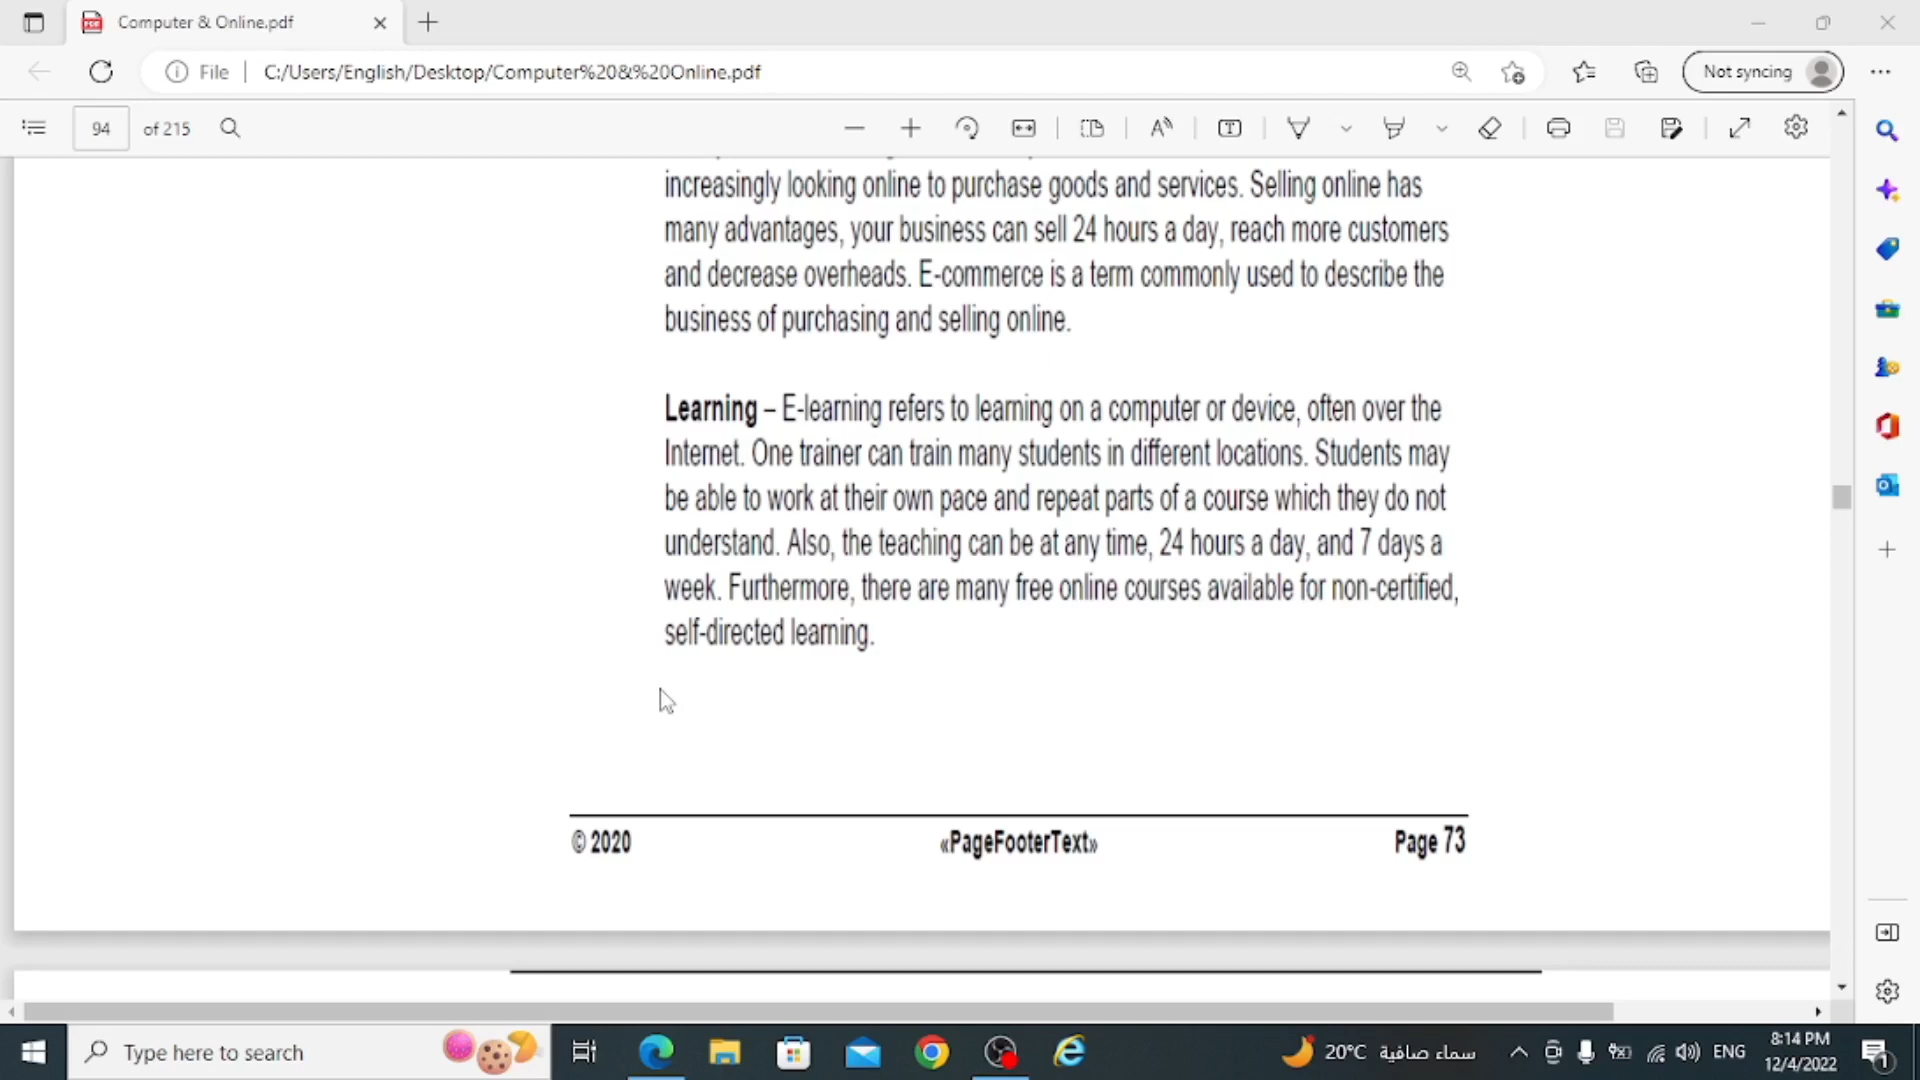 Computer & Online.pdf
File
C:/Users/English/Desktop/Computer%20&%20Online.pdf
Not syncing
94 of 215
increasingly looking online to purchase goods and services. Selling online has
many advantages, your business can sell 24 hours a day, reach more customers
and decrease overheads. E-commerce is a term commonly used to describe the
business of purchasing and selling online.
Learning – E-learning refers to learning on a computer or device, often over the
Internet. One trainer can train many students in different locations. Students may
be able to work at their own pace and repeat parts of a course which they do not
understand. Also, the teaching can be at any time, 24 hours a day, and 7 days a
week. Furthermore, there are many free online courses available for non-certified,
self-directed learning.
© 2020 «PageFooterText» Page 73
Type here to search
20°C سماء صافية
ENG
8:14 PM
12/4/2022
1